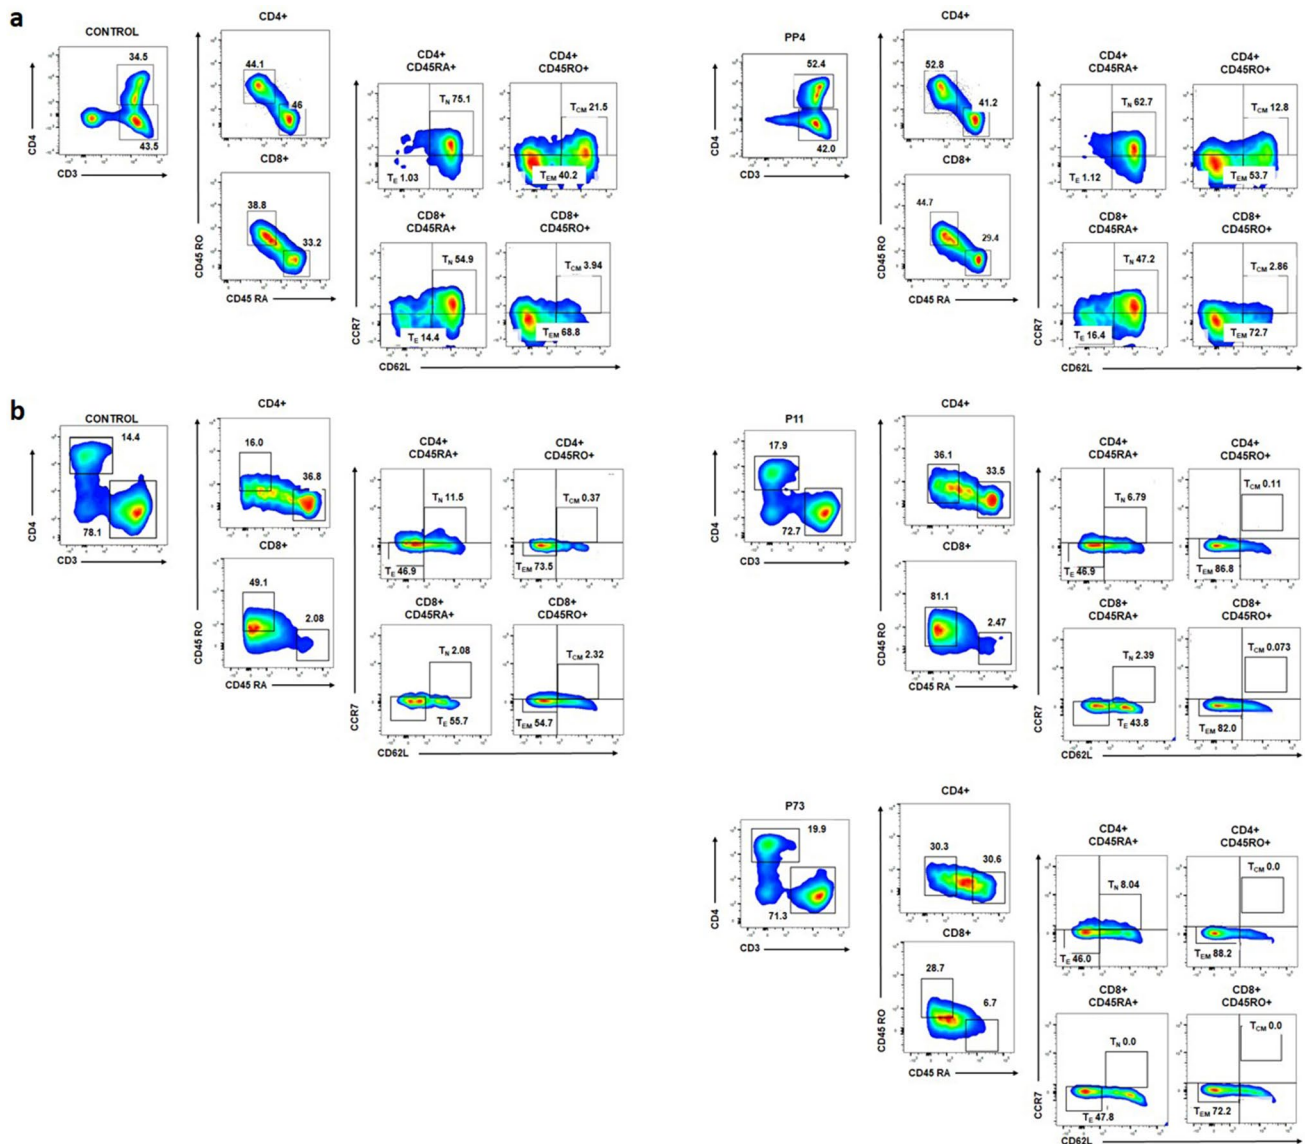 a
CONTROL
34.5
43.5
CD4
CD3
CD4+
44.1
46
CD8+
38.8
33.2
CD45 RO
CD45 RA
CD4+
CD45RA+
TN 75.1
TE 1.03
CD4+
CD45RO+
TCM 21.5
TEM 40.2
CD8+
CD45RA+
TN 54.9
TE 14.4
CD8+
CD45RO+
TCM 3.94
TEM 68.8
CCR7
CD62L
PP4
52.4
42.0
CD4
CD3
CD4+
52.8
41.2
CD8+
44.7
29.4
CD45 RO
CD45 RA
CD4+
CD45RA+
TN 62.7
TE 1.12
CD4+
CD45RO+
TCM 12.8
TEM 53.7
CD8+
CD45RA+
TN 47.2
TE 16.4
CD8+
CD45RO+
TCM 2.86
TEM 72.7
CCR7
CD62L
b
CONTROL
14.4
78.1
CD4
CD3
CD4+
16.0
36.8
CD8+
49.1
2.08
CD45 RO
CD45 RA
CD4+
CD45RA+
TN 11.5
TE 46.9
CD4+
CD45RO+
TCM 0.37
TEM 73.5
CD8+
CD45RA+
TN 2.08
TE 55.7
CD8+
CD45RO+
TCM 2.32
TEM 54.7
CCR7
CD62L
P11
17.9
72.7
CD4
CD3
CD4+
36.1
33.5
CD8+
81.1
2.47
CD45 RO
CD45 RA
CD4+
CD45RA+
TN 6.79
TE 46.9
CD4+
CD45RO+
TCM 0.11
TEM 86.8
CD8+
CD45RA+
TN 2.39
TE 43.8
CD8+
CD45RO+
TCM 0.073
TEM 82.0
CCR7
CD62L
P73
19.9
71.3
CD4
CD3
CD4+
30.3
30.6
CD8+
28.7
6.7
CD45 RO
CD45 RA
CD4+
CD45RA+
TN 8.04
TE 46.0
CD4+
CD45RO+
TCM 0.0
TEM 88.2
CD8+
CD45RA+
TN 0.0
TE 47.8
CD8+
CD45RO+
TCM 0.0
TEM 72.2
CCR7
CD62L